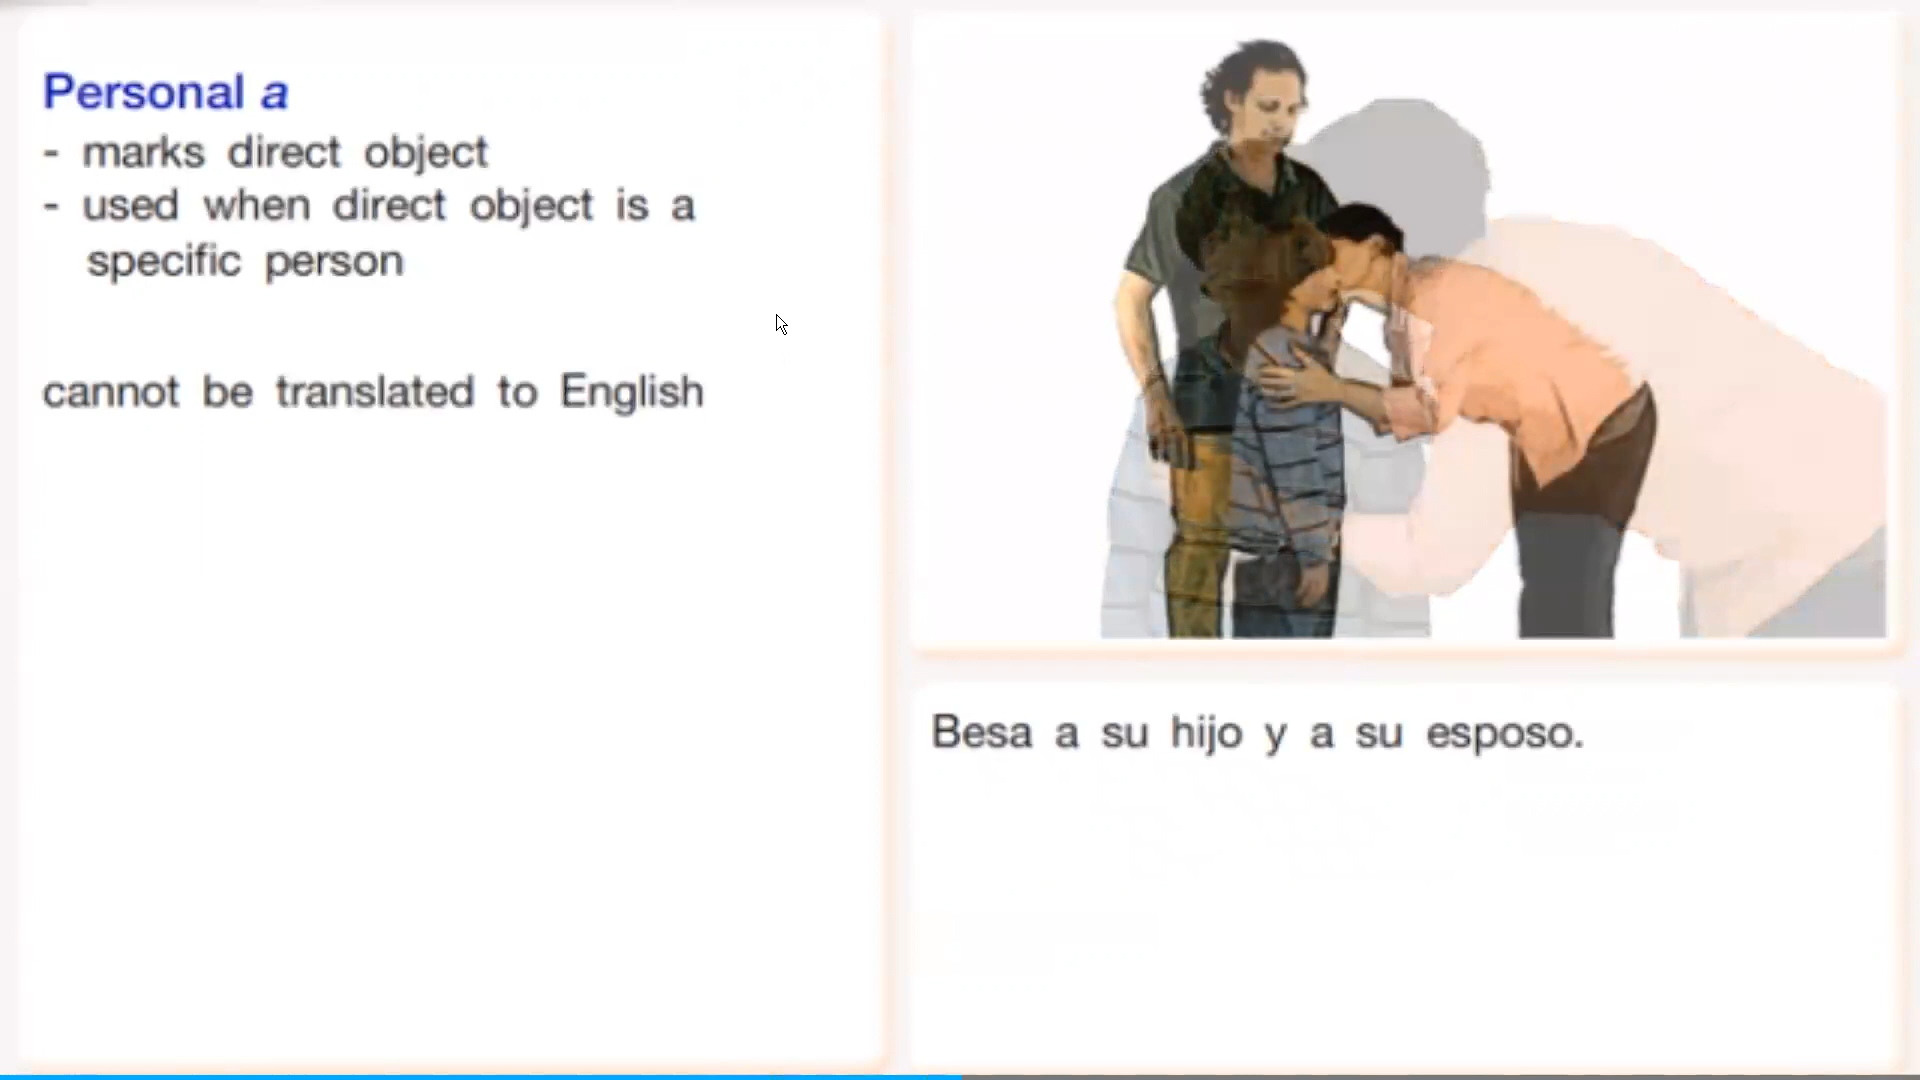 Personal a
- marks direct object
- used when direct object is a
specific person
cannot be translated to English
Besa a su hijo y a su esposo.